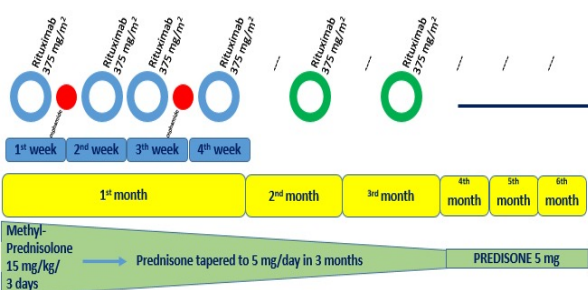 Rituximab
375 mg/m²
Rituximab
375 mg/m²
Rituximab
375 mg/m²
Rituximab
375 mg/m²
Rituximab
375 mg/m²
Rituximab
375 mg/m²
1st week
2nd week
3th week
4th week
1st month
2nd month
3rd month
4th
month
5th
month
6th
month
Methyl-
Prednisolone
15 mg/kg/
3 days
Prednisone tapered to 5 mg/day in 3 months
PREDISONE 5 mg